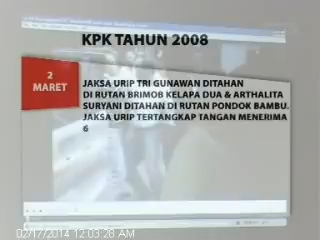 KPK TAHUN 2008
2
MARET
JAKSA URIP TRI GUNAWAN DITAHAN
DI RUTAN BRIMOB KELAPA DUA & ARTHALITA
SURYANI DITAHAN DI RUTAN PONDOK BAMBU.
JAKSA URIP TERTANGKAP TANGAN MENERIMA
6
02/17/2014 12:03:28 AM